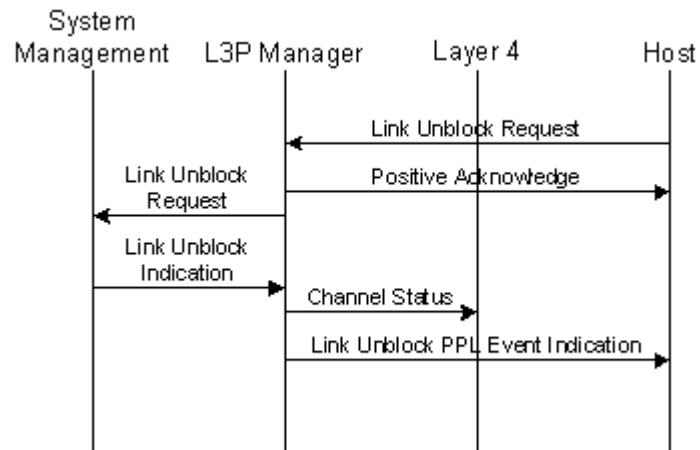 System
Management
L3P Manager
Layer 4
Host
Link Unblock Request
Positive Acknowledge
Link Unblock
Request
Link Unblock
Indication
Channel Status
Link Unblock PPL Event Indication